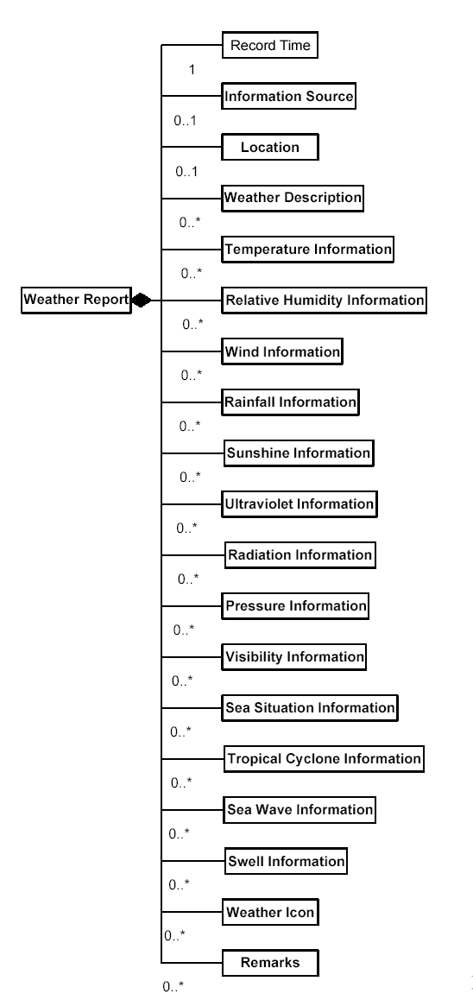 Record Time
1
Information Source
0..1
Location
0..1
Weather Description
0..*
Temperature Information
0..*
Weather Report
Relative Humidity Information
0..*
Wind Information
0..*
Rainfall Information
0..*
Sunshine Information
0..*
Ultraviolet Information
0..*
Radiation Information
0..*
Pressure Information
0..*
Visibility Information
0..*
Sea Situation Information
0..*
Tropical Cyclone Information
0..*
Sea Wave Information
0..*
Swell Information
0..*
Weather Icon
0..*
Remarks
0..*